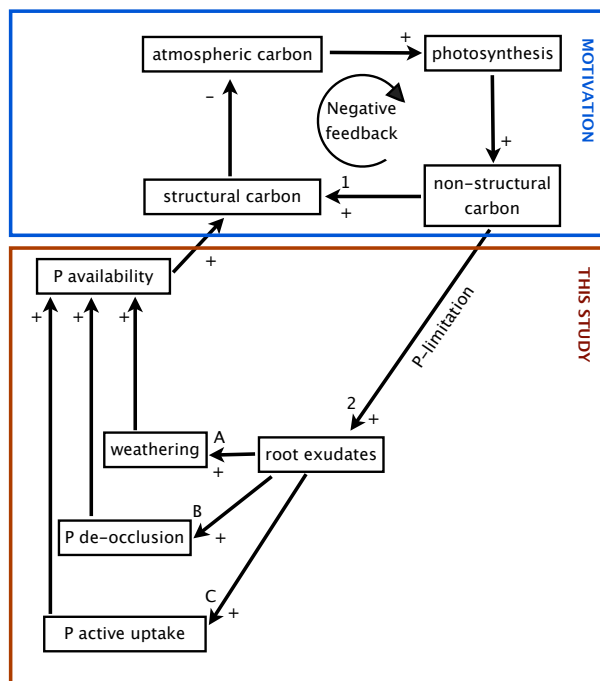 atmospheric carbon
+
photosynthesis
MOTIVATION
Negative
feedback
–
+
structural carbon
1
+
non-structural
carbon
P availability
+
THIS STUDY
+
+
+
P-limitation
2
+
weathering
A
+
root exudates
B
P de-occlusion
+
C
+
P active uptake